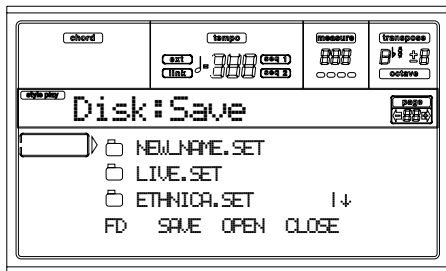 chord
tempo
measure
transpose
ext
link
seq 1
seq 2
octave
style play
Disk:Save
page
NEW_NAME.SET
LIVE.SET
ETHNICA.SET
FD SAVE OPEN CLOSE